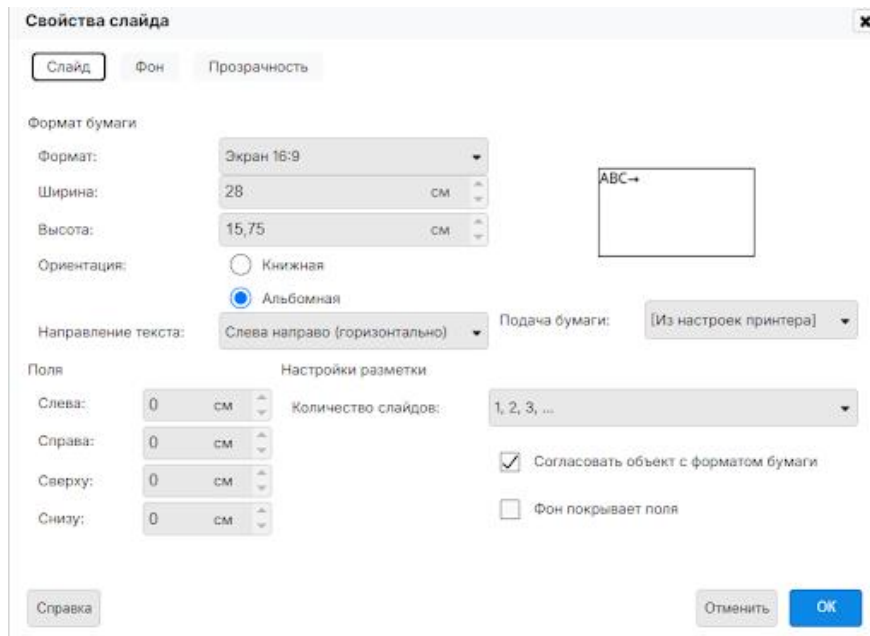 Свойства слайда
Слайд Фон Прозрачность
Формат бумаги
Формат: Экран 16:9
Ширина: 28 см
Высота: 15,75 см
ABC→
Ориентация: Книжная
Альбомная
Направление текста: Слева направо (горизонтально) Подача бумаги: [Из настроек принтера]
Поля Настройки разметки
Слева: 0 см Количество слайдов: 1, 2, 3, ...
Справа: 0 см
Согласовать объект с форматом бумаги
Сверху: 0 см
Фон покрывает поля
Снизу: 0 см
Справка Отменить OK